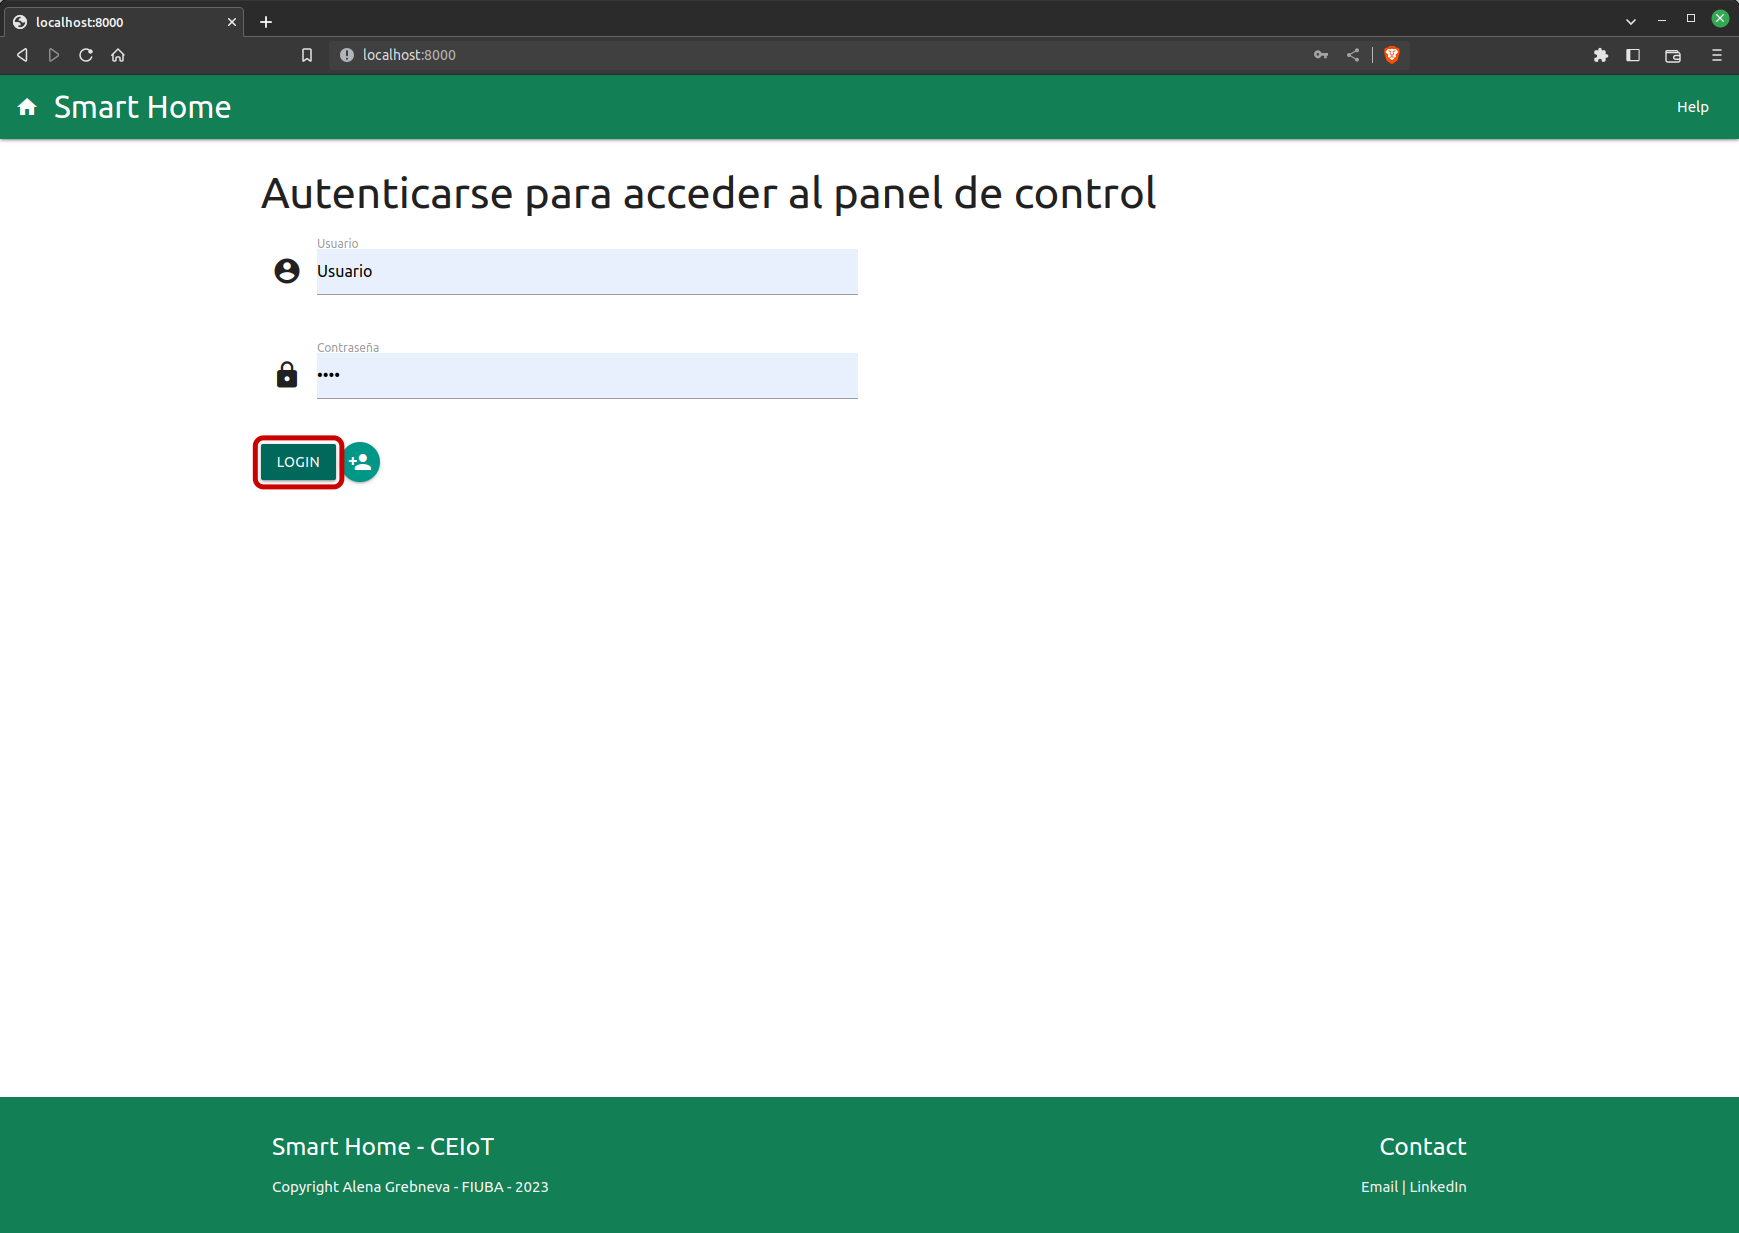 localhost:8000
localhost:8000
Smart Home
Help
Autenticarse para acceder al panel de control
Usuario
Usuario
Contraseña
••••
LOGIN
Smart Home - CEIoT
Contact
Copyright Alena Grebneva - FIUBA - 2023
Email | LinkedIn